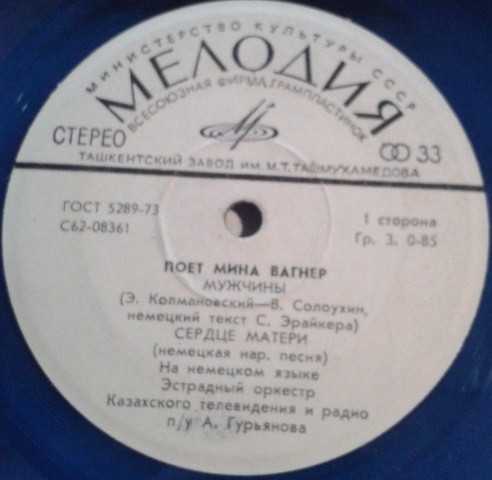 МИНИСТЕРСТВО КУЛЬТУРЫ СССР
МЕЛОДИЯ
ВСЕСОЮЗНАЯ ФИРМА ГРАМПЛАСТИНОК
СТЕРЕО
33
ТАШКЕНТСКИЙ ЗАВОД ИМ. М.Т. ТАШМУХАМЕДОВА
ГОСТ 5289-73
С62-08361
1 сторона
Гр. 3. 0-85
ПОЕТ МИНА ВАГНЕР
МУЖЧИНЫ
(Э. Колмановский—В. Солоухин,
немецкий текст С. Эрайкера)
СЕРДЦЕ МАТЕРИ
(немецкая нар. песня)
На немецком языке
Эстрадный оркестр
Казахского телевидения и радио
п/у А. Гурьянова